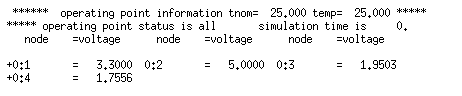 ****** operating point information tnom= 25.000 temp= 25.000 *****
***** operating point status is all simulation time is 0.
node =voltage node =voltage node =voltage
+0:1 = 3.3000 0:2 = 5.0000 0:3 = 1.9503
+0:4 = 1.7556